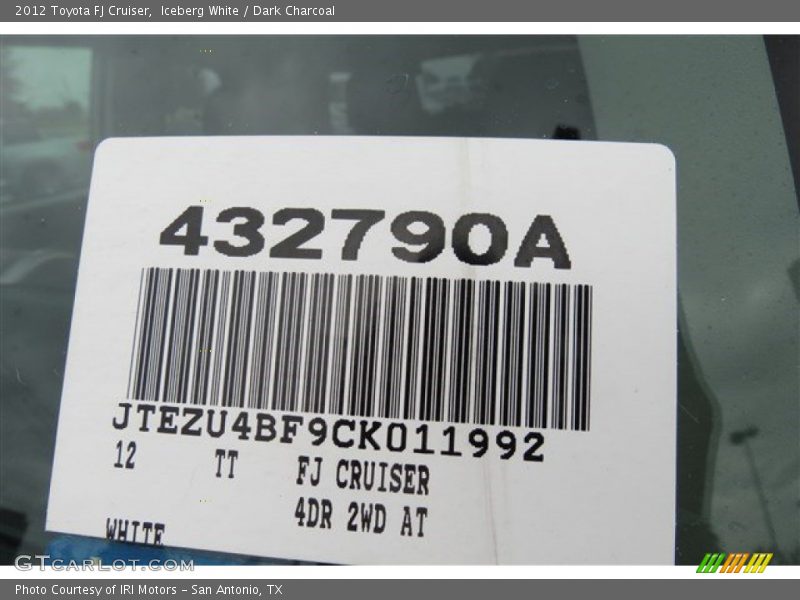 2012 Toyota FJ Cruiser,  Iceberg White / Dark Charcoal
432790A
JTEZU4BF9CK011992
12 TT FJ CRUISER
4DR 2WD AT
WHITE
GTCARLOT.COM
Photo Courtesy of IRI Motors – San Antonio, TX